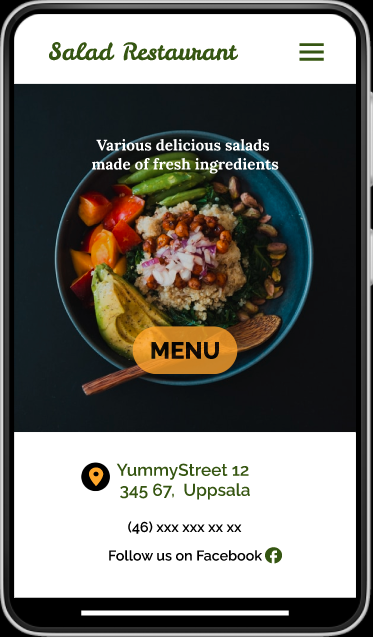 Salad Restaurant
Various delicious salads
made of fresh ingredients
MENU
YummyStreet 12
345 67, Uppsala
(46) xxx xxx xx xx
Follow us on Facebook